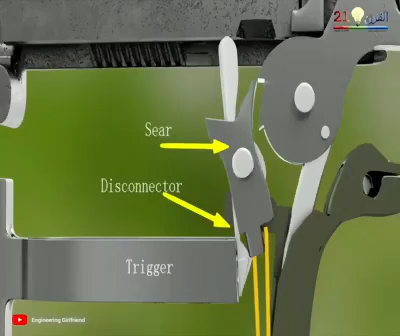 21 القرن
Sear
Disconnector
Trigger
Engineering Girlfriend